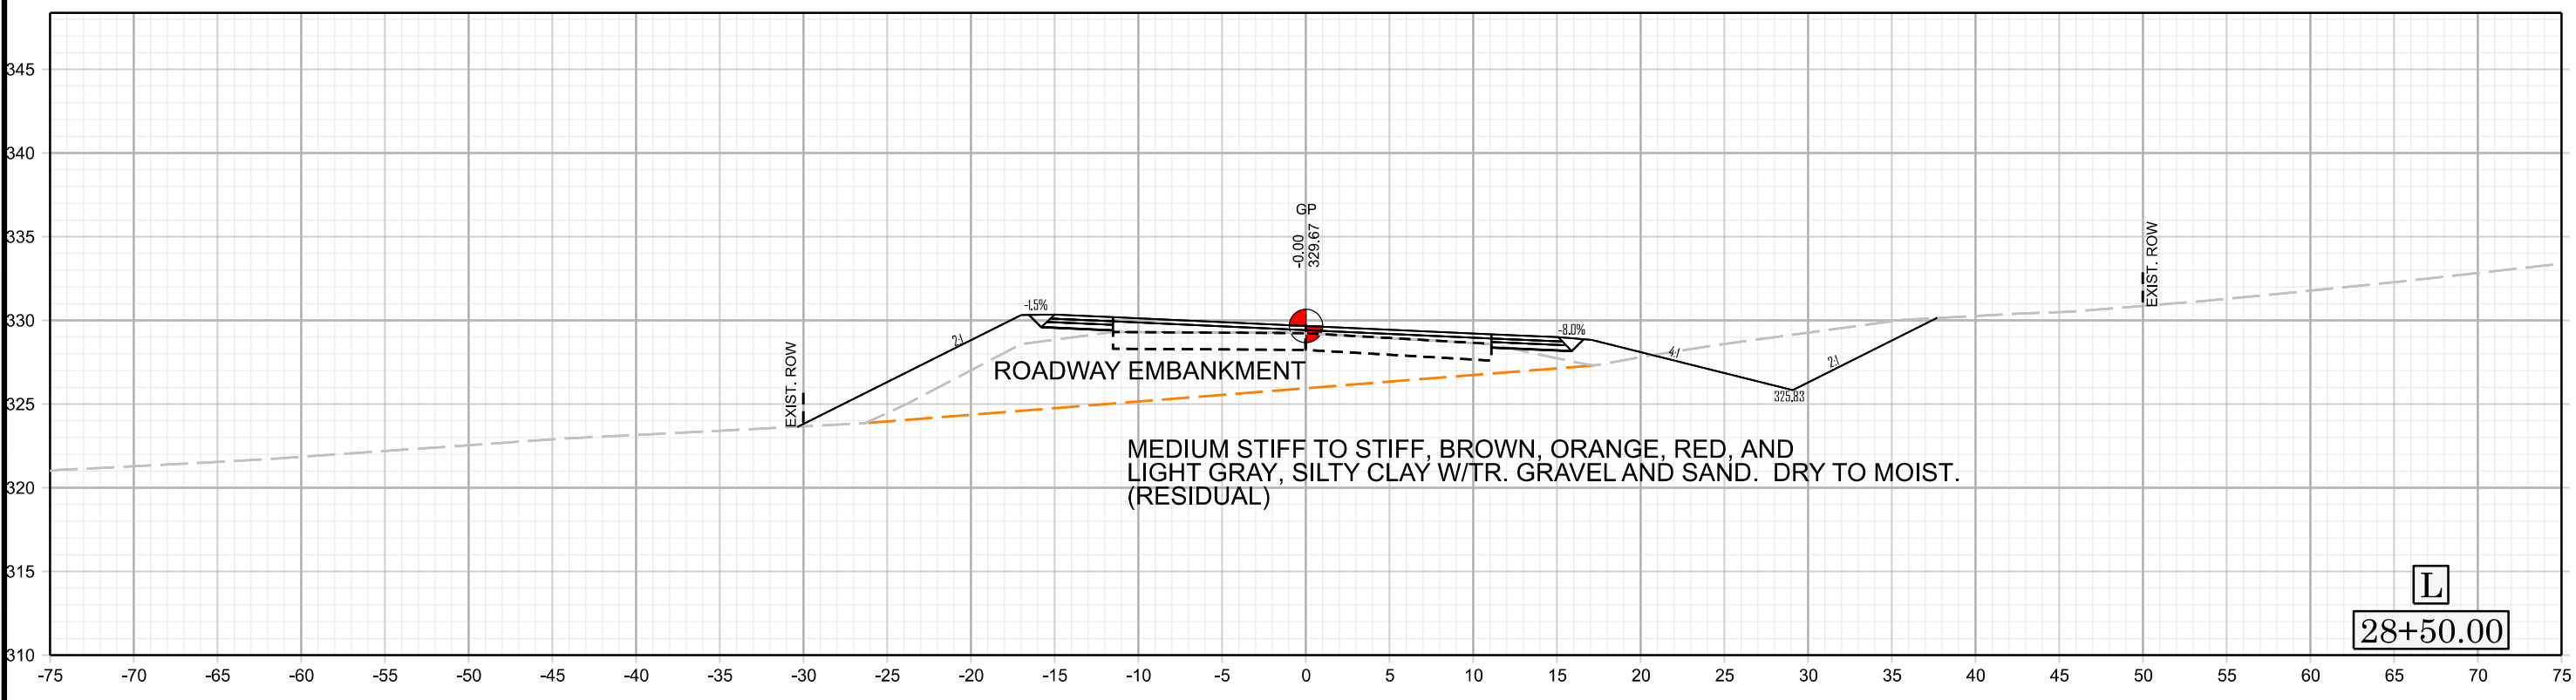 345
340
335
330
325
320
315
310
GP
-0.00
329.67
EXIST. ROW
EXIST. ROW
-1.5%
-8.0%
2:1
4:1
2:1
325.83
ROADWAY EMBANKMENT
MEDIUM STIFF TO STIFF, BROWN, ORANGE, RED, AND
LIGHT GRAY, SILTY CLAY W/TR. GRAVEL AND SAND. DRY TO MOIST.
(RESIDUAL)
L
28+50.00
-75 -70 -65 -60 -55 -50 -45 -40 -35 -30 -25 -20 -15 -10 -5 0 5 10 15 20 25 30 35 40 45 50 55 60 65 70 75